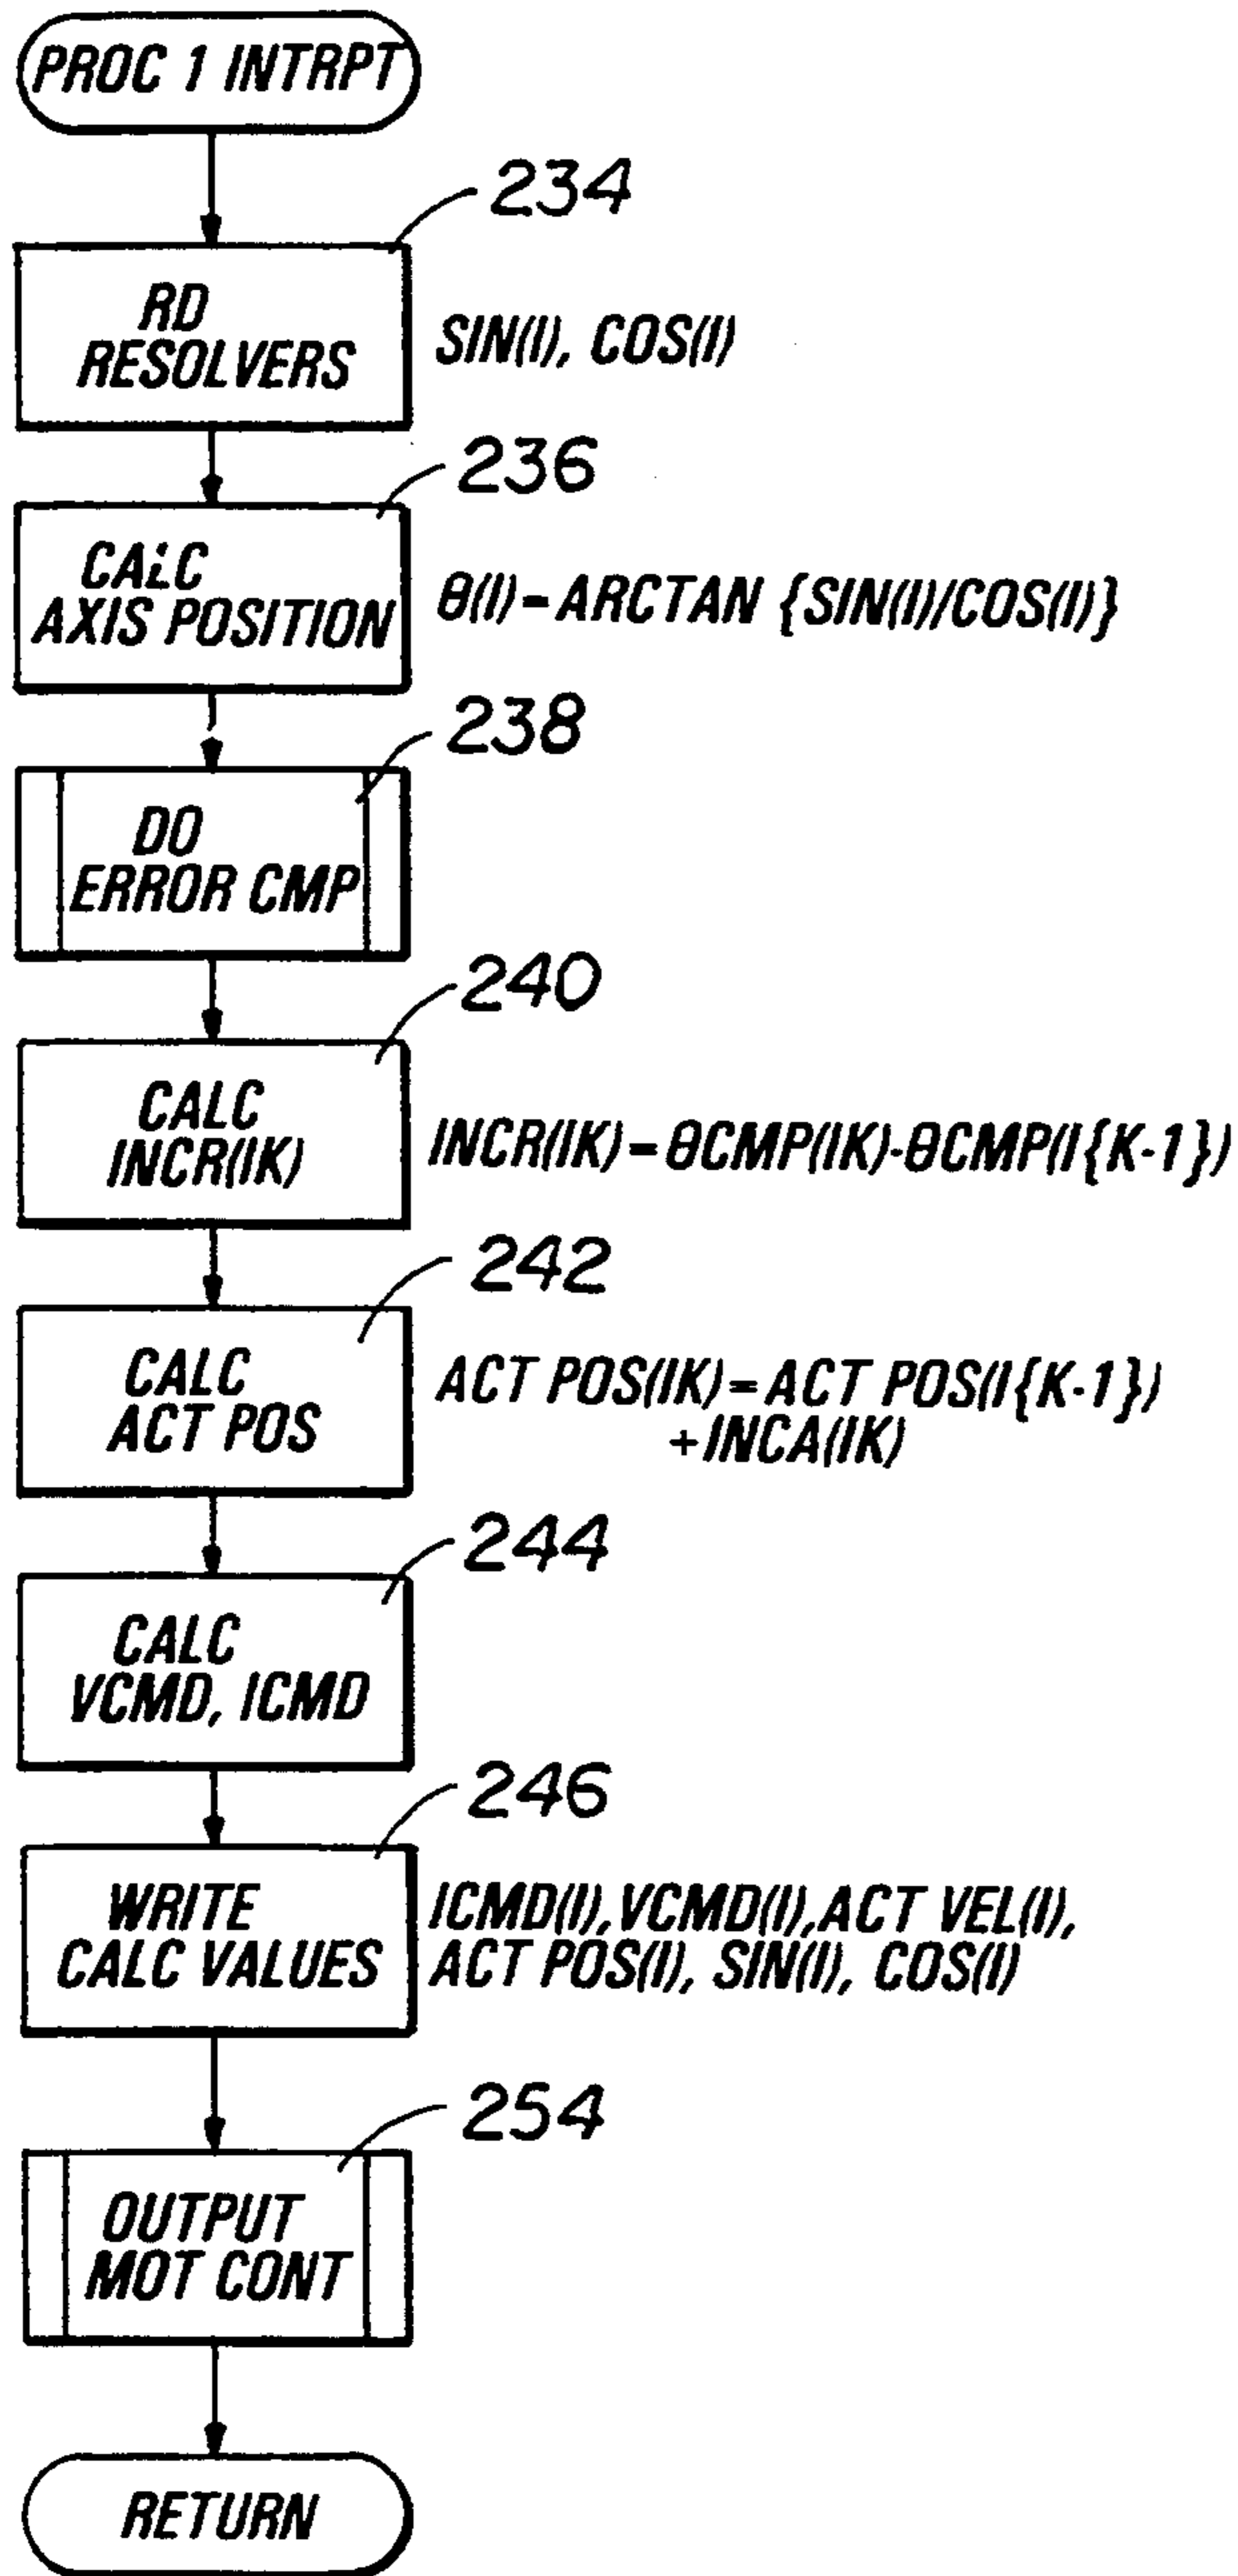 PROC 1 INTRPT
234
RD
RESOLVERS
SIN(I), COS(I)
236
CALC
AXIS POSITION
θ(I)=ARCTAN {SIN(I)/COS(I)}
238
DO
ERROR CMP
240
CALC
INCR(IK)
INCR(IK)=θCMP(IK)-θCMP(I{K-1})
242
CALC
ACT POS
ACT POS(IK)=ACT POS(I{K-1})
+INCA(IK)
244
CALC
VCMD, ICMD
246
WRITE
CALC VALUES
ICMD(I),VCMD(I),ACT VEL(I),
ACT POS(I), SIN(I), COS(I)
254
OUTPUT
MOT CONT
RETURN